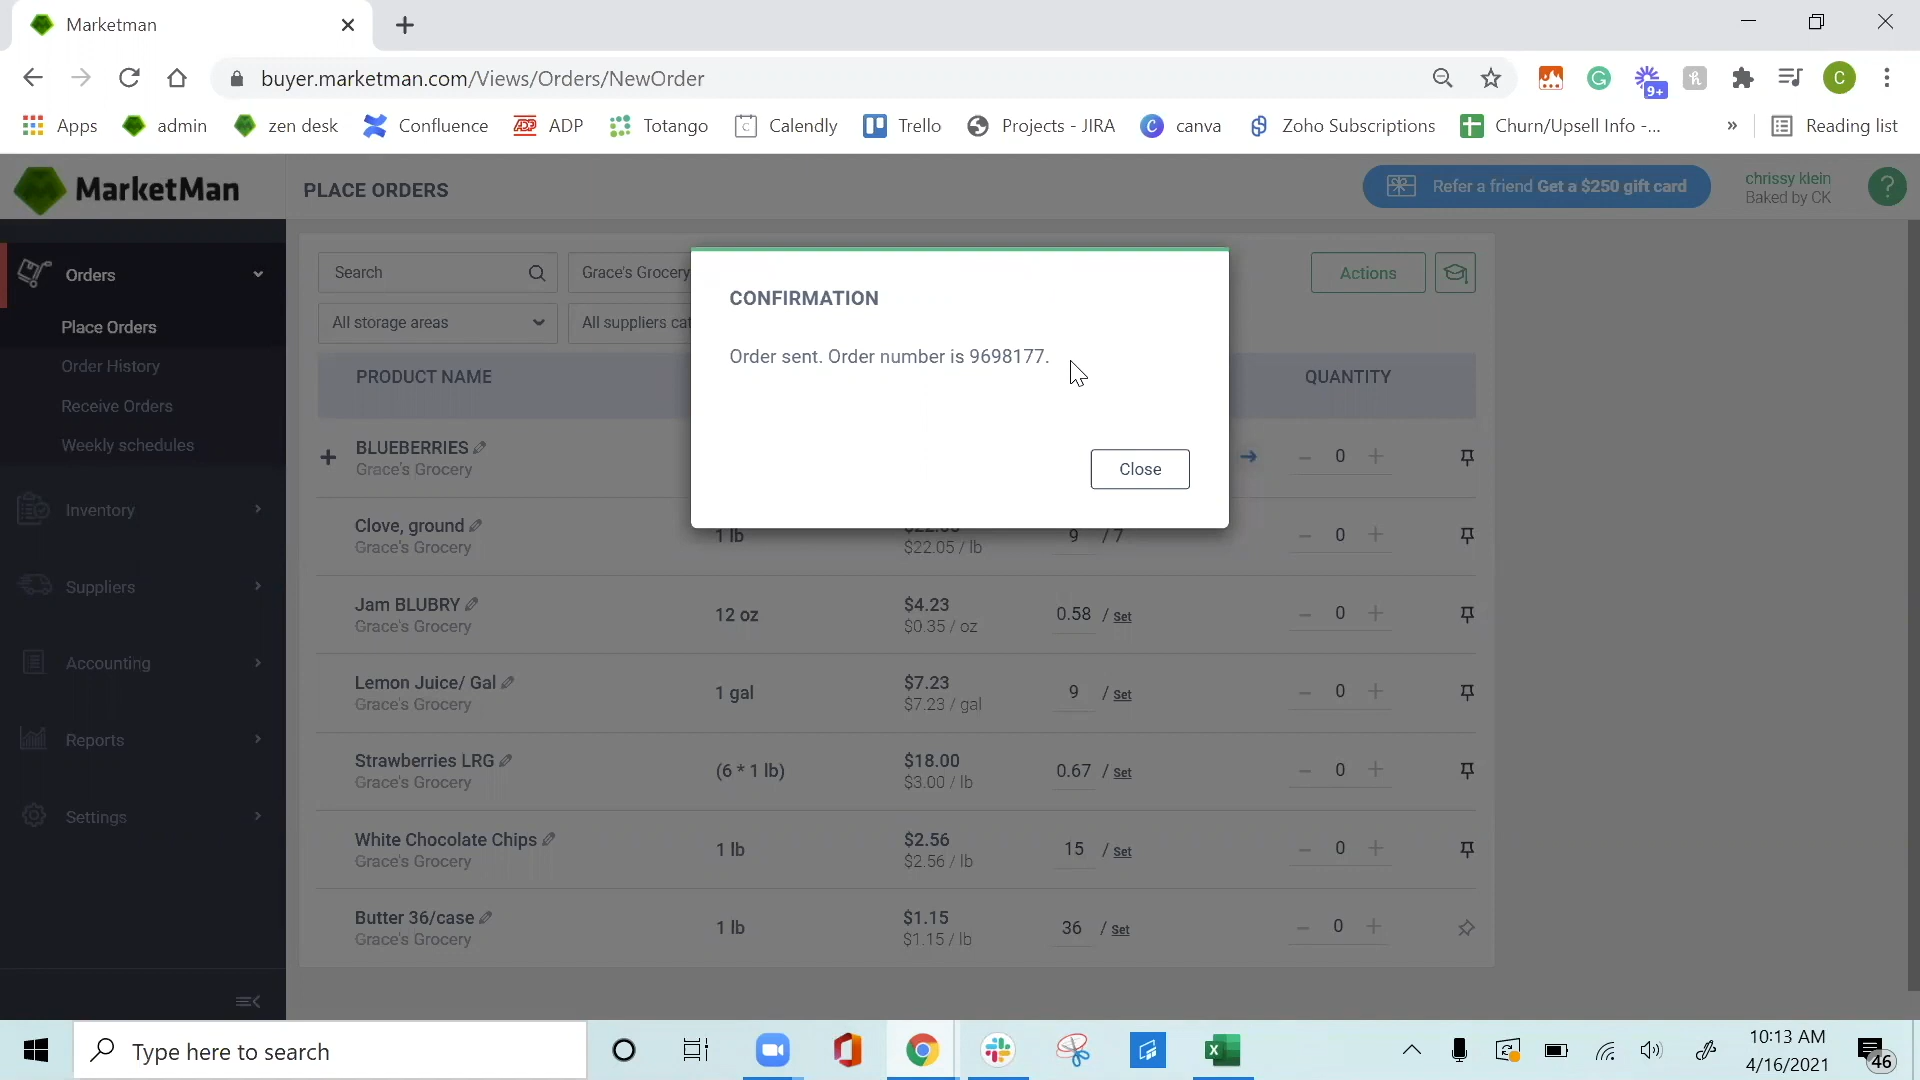 Marketman
buyer.marketman.com/Views/Orders/NewOrder
9+
C
Apps
admin
zen desk
Confluence
ADP
Totango
Calendly
Trello
Projects - JIRA
canva
Zoho Subscriptions
Churn/Upsell Info -...
»
Reading list
MarketMan
PLACE ORDERS
Refer a friend Get a $250 gift card
chrissy klein
Baked by CK
?
Orders
Place Orders
Order History
Receive Orders
Weekly schedules
Inventory
Suppliers
Accounting
Reports
Settings
Search
Grace's Grocery
Actions
All storage areas
All suppliers cat
CONFIRMATION
Order sent. Order number is 9698177.
Close
PRODUCT NAME
QUANTITY
BLUEBERRIES
Grace's Grocery
0
Clove, ground
Grace's Grocery
1 lb
$22.05 / lb
9 / 7
0
Jam BLUBRY
Grace's Grocery
12 oz
$4.23
$0.35 / oz
0.58 / Set
0
Lemon Juice/ Gal
Grace's Grocery
1 gal
$7.23
$7.23 / gal
9 / Set
0
Strawberries LRG
Grace's Grocery
(6 * 1 lb)
$18.00
$3.00 / lb
0.67 / Set
0
White Chocolate Chips
Grace's Grocery
1 lb
$2.56
$2.56 / lb
15 / Set
0
Butter 36/case
Grace's Grocery
1 lb
$1.15
$1.15 / lb
36 / Set
0
Type here to search
10:13 AM
4/16/2021
46